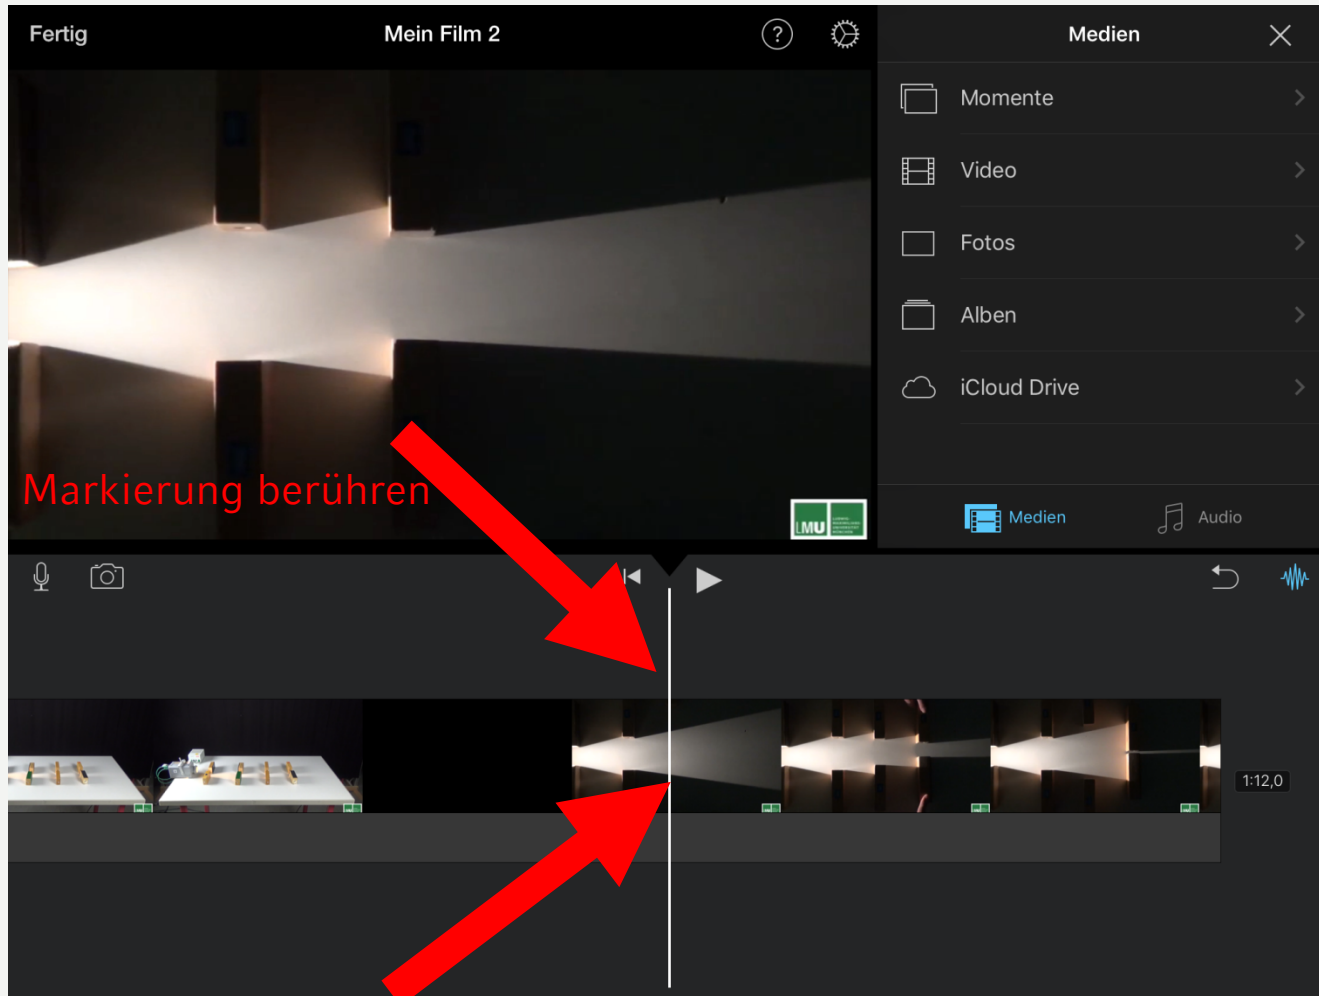 Fertig
Mein Film 2
?
Medien
Momente
Video
Fotos
Alben
iCloud Drive
Markierung berühren
LMU
Medien
Audio
1:12,0